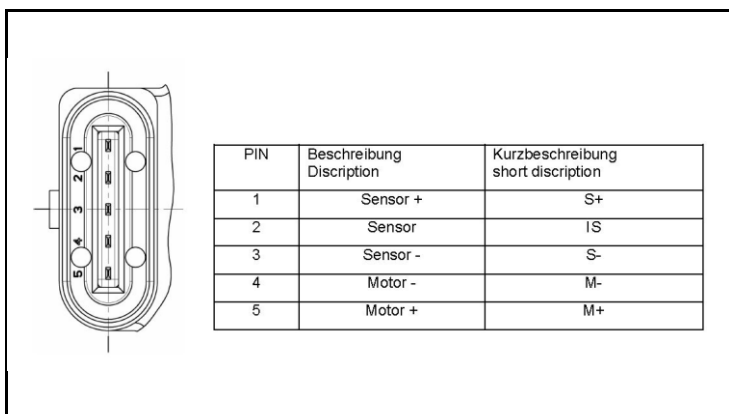 1
2
3
4
5
PIN Beschreibung Kurzbeschreibung
Discription short discription
1 Sensor + S+
2 Sensor IS
3 Sensor - S-
4 Motor - M-
5 Motor + M+